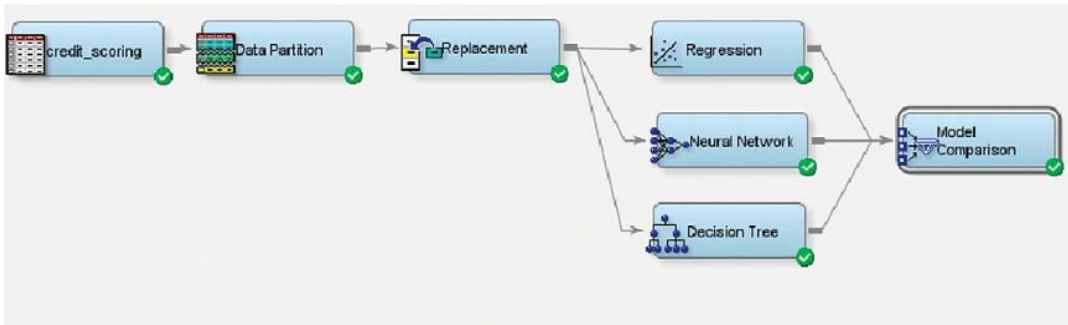 credit_scoring
Data Partition
Replacement
Regression
Neural Network
Decision Tree
Model
Comparison